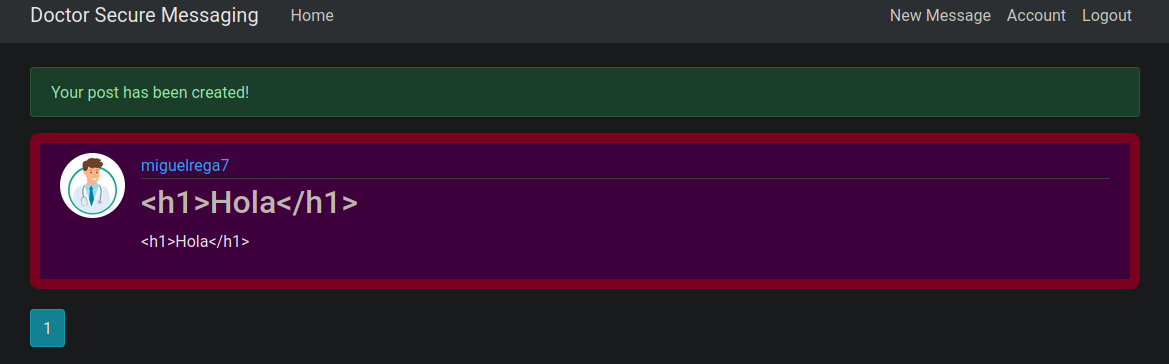 Doctor Secure Messaging Home New Message Account Logout
Your post has been created!
miguelrega7
<h1>Hola</h1>
<h1>Hola</h1>
1